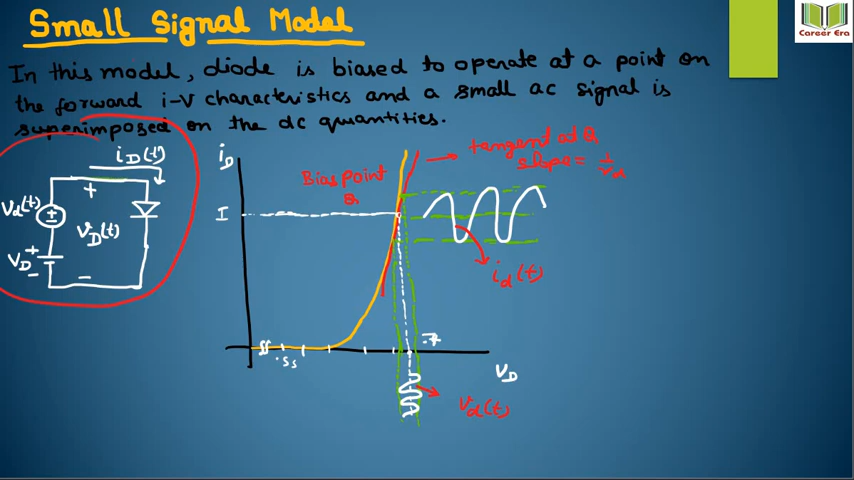 Small Signal Model
Career Era
In this model, diode is biased to operate at a point on
the forward i-V characteristics and a small ac signal is
superimposed on the dc quantities.
iD(t)
+
Vd(t)
±
vD(t)
VD
+
-
-
iD
I
Bias point
Q
tangent at Q
slope = 1/rd
id(t)
.55
.7
VD
vd(t)